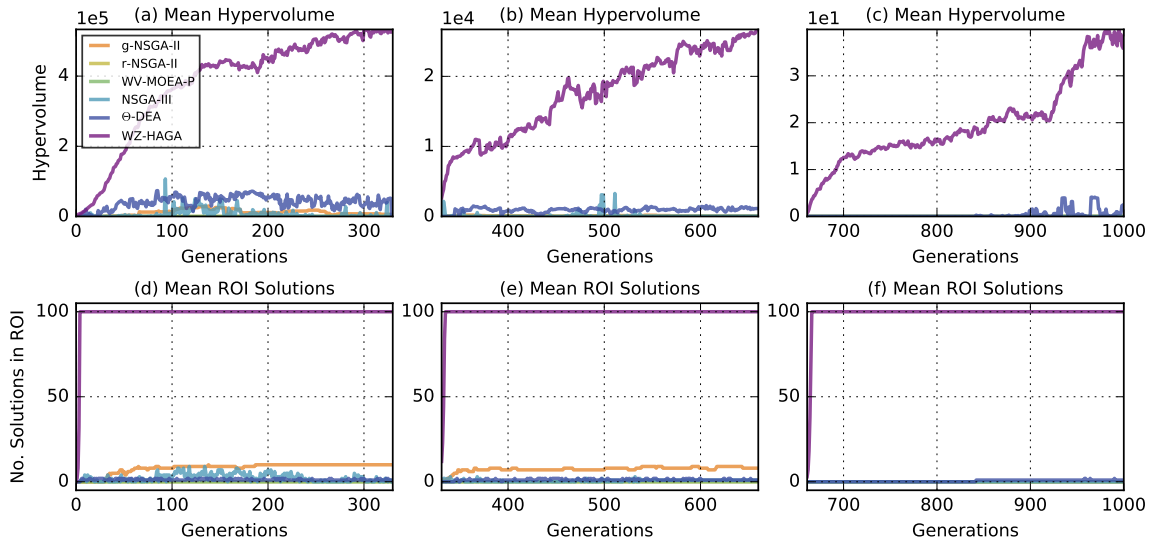 (a) Mean Hypervolume
(b) Mean Hypervolume
(c) Mean Hypervolume
1e5
1e4
1e1
g-NSGA-II
r-NSGA-II
WV-MOEA-P
NSGA-III
Θ-DEA
WZ-HAGA
Hypervolume
4
2
0
2
1
0
3
2
1
0
0 100 200 300
400 500 600
700 800 900 1000
Generations
Generations
Generations
(d) Mean ROI Solutions
(e) Mean ROI Solutions
(f) Mean ROI Solutions
No. Solutions in ROI
100
50
0
100
50
0
100
50
0
0 100 200 300
400 500 600
700 800 900 1000
Generations
Generations
Generations